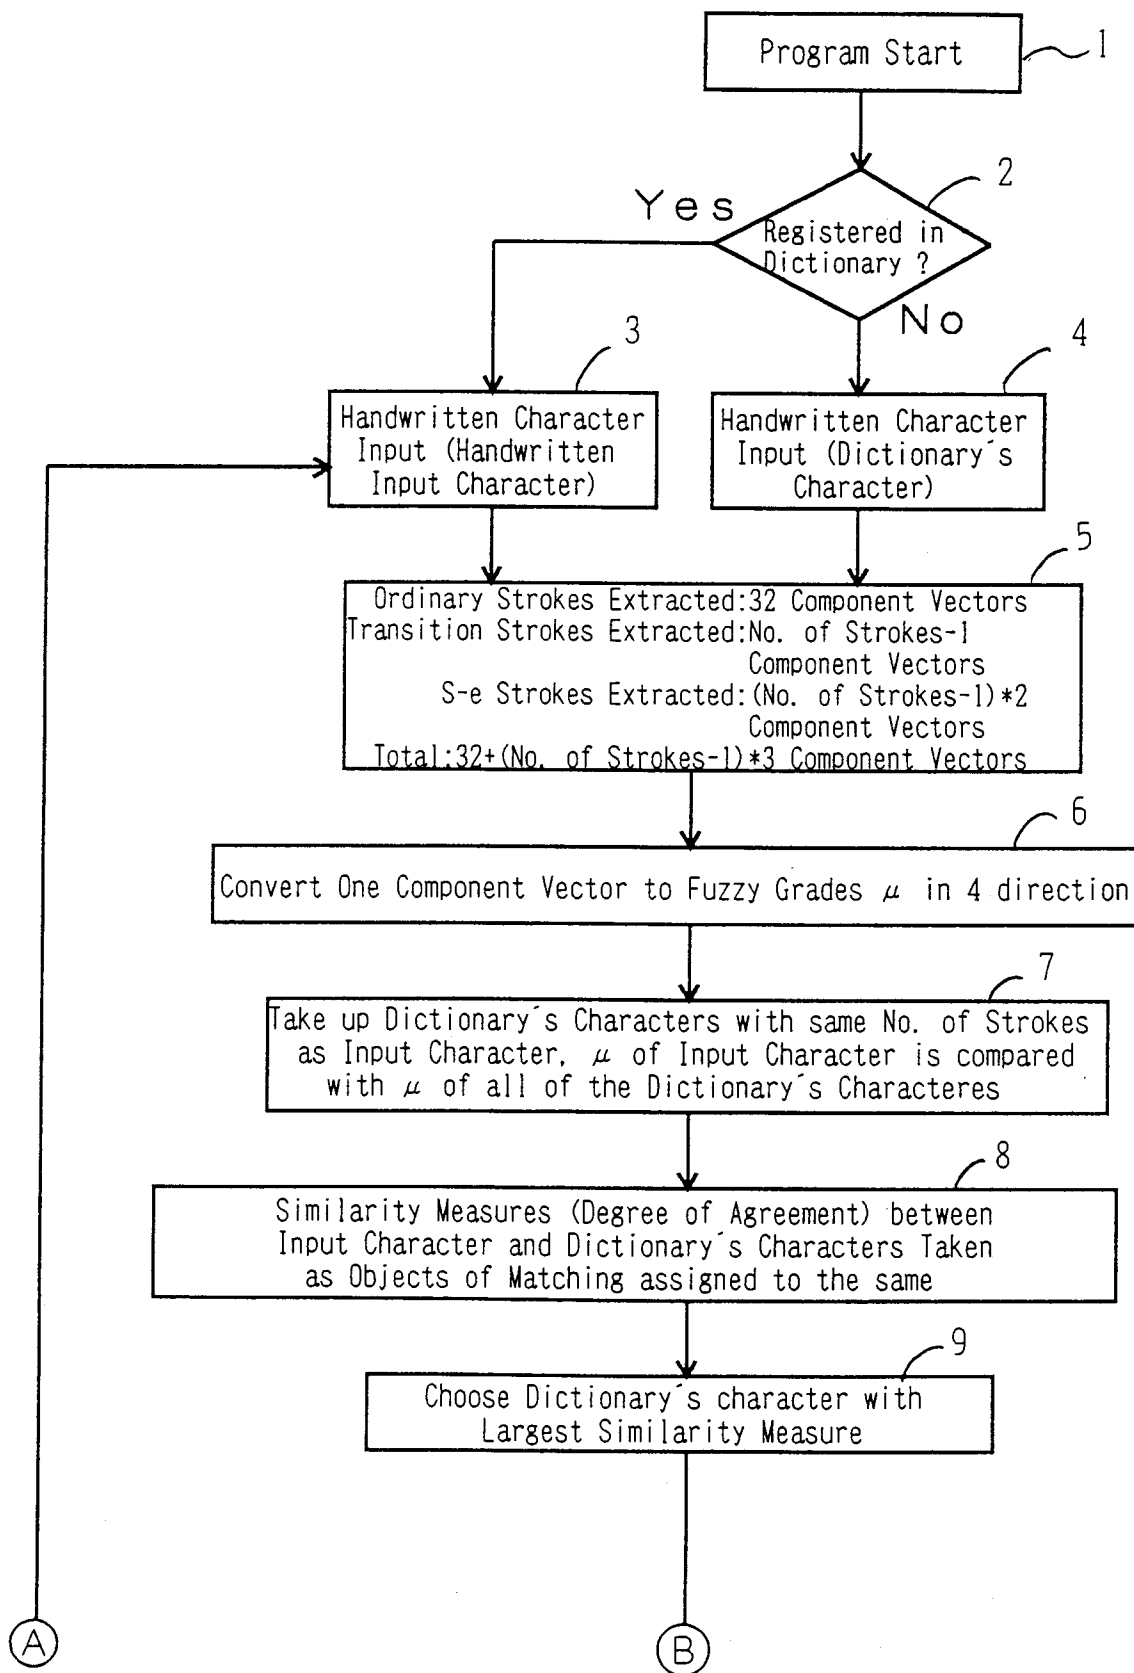 Program Start
1
2
Yes
Registered in
Dictionary ?
No
3
4
Handwritten Character
Input (Handwritten
Input Character)
Handwritten Character
Input (Dictionary's
Character)
5
Ordinary Strokes Extracted:32 Component Vectors
Transition Strokes Extracted:No. of Strokes-1
Component Vectors
S-e Strokes Extracted:(No. of Strokes-1)*2
Component Vectors
Total:32+(No. of Strokes-1)*3 Component Vectors
6
Convert One Component Vector to Fuzzy Grades μ in 4 direction
7
Take up Dictionary's Characters with same No. of Strokes
as Input Character, μ of Input Character is compared
with μ of all of the Dictionary's Characteres
8
Similarity Measures (Degree of Agreement) between
Input Character and Dictionary's Characters Taken
as Objects of Matching assigned to the same
9
Choose Dictionary's character with
Largest Similarity Measure
A
B